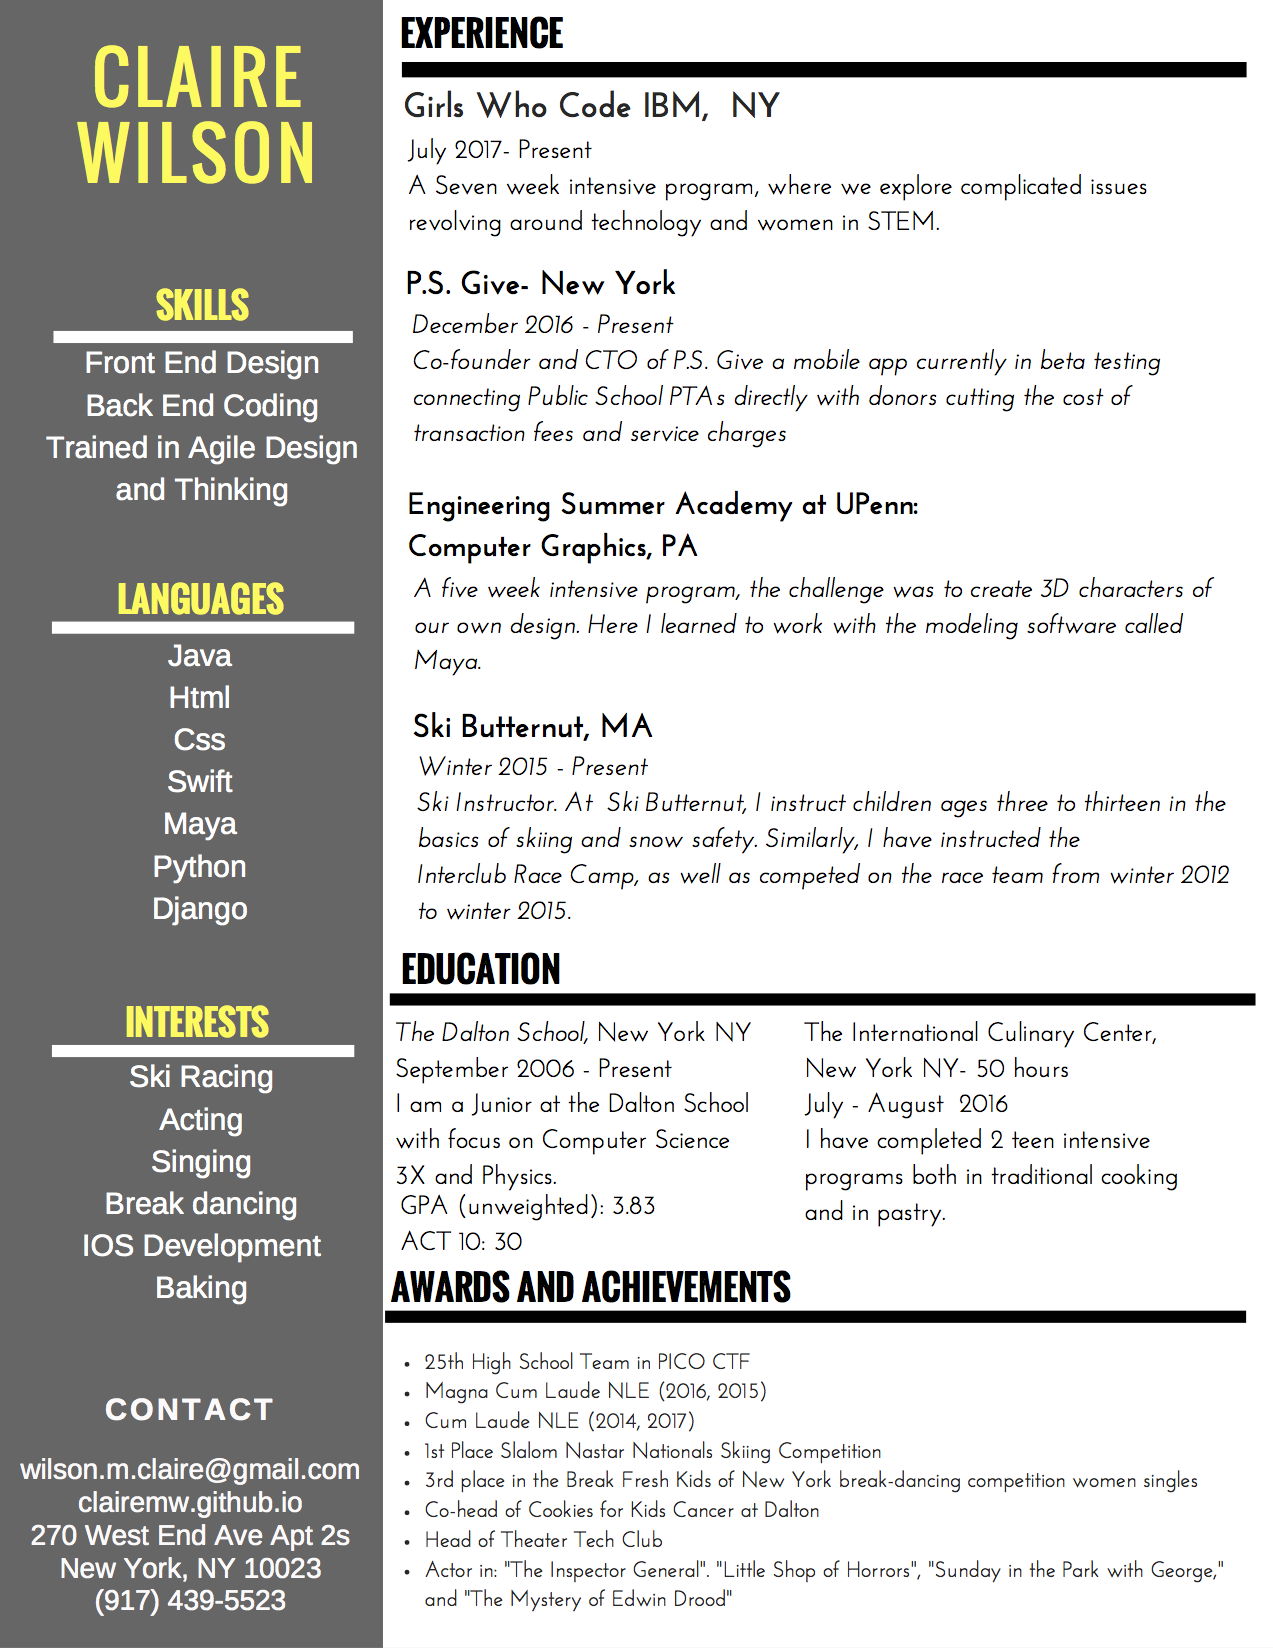 CLAIRE
WILSON
SKILLS
Front End Design
Back End Coding
Trained in Agile Design
and Thinking
LANGUAGES
Java
Html
Css
Swift
Maya
Python
Django
INTERESTS
Ski Racing
Acting
Singing
Break dancing
IOS Development
Baking
CONTACT
wilson.m.claire@gmail.com
clairemw.github.io
270 West End Ave Apt 2s
New York, NY 10023
(917) 439-5523
EXPERIENCE
Girls Who Code IBM, NY
July 2017- Present
A Seven week intensive program, where we explore complicated issues
revolving around technology and women in STEM.
P.S. Give- New York
December 2016 - Present
Co-founder and CTO of P.S. Give a mobile app currently in beta testing
connecting Public School PTAs directly with donors cutting the cost of
transaction fees and service charges
Engineering Summer Academy at UPenn:
Computer Graphics, PA
A five week intensive program, the challenge was to create 3D characters of
our own design. Here I learned to work with the modeling software called
Maya.
Ski Butternut, MA
Winter 2015 - Present
Ski Instructor. At Ski Butternut, I instruct children ages three to thirteen in the
basics of skiing and snow safety. Similarly, I have instructed the
Interclub Race Camp, as well as competed on the race team from winter 2012
to winter 2015.
EDUCATION
The Dalton School, New York NY
September 2006 - Present
I am a Junior at the Dalton School
with focus on Computer Science
3X and Physics.
GPA (unweighted): 3.83
ACT 10: 30
The International Culinary Center,
New York NY- 50 hours
July - August 2016
I have completed 2 teen intensive
programs both in traditional cooking
and in pastry.
AWARDS AND ACHIEVEMENTS
• 25th High School Team in PICO CTF
• Magna Cum Laude NLE (2016, 2015)
• Cum Laude NLE (2014, 2017)
• 1st Place Slalom Nastar Nationals Skiing Competition
• 3rd place in the Break Fresh Kids of New York break-dancing competition women singles
• Co-head of Cookies for Kids Cancer at Dalton
• Head of Theater Tech Club
• Actor in: "The Inspector General". "Little Shop of Horrors", "Sunday in the Park with George,"
and "The Mystery of Edwin Drood"